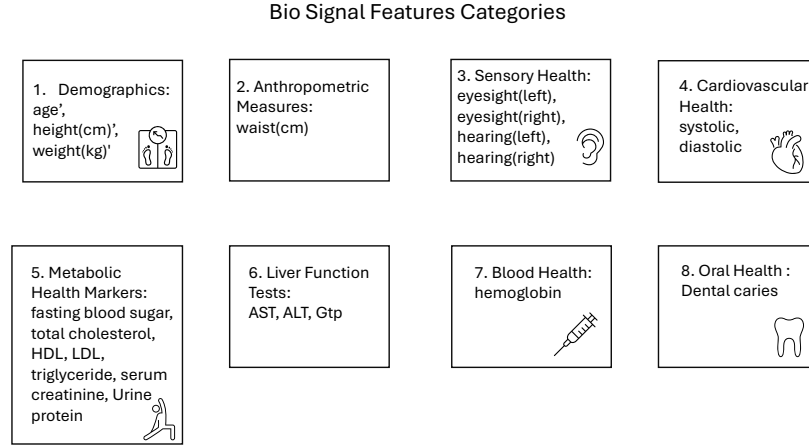 Bio Signal Features Categories
1. Demographics:
age’,
height(cm)’,
weight(kg)'
2. Anthropometric
Measures:
waist(cm)
3. Sensory Health:
eyesight(left),
eyesight(right),
hearing(left),
hearing(right)
4. Cardiovascular
Health:
systolic,
diastolic
5. Metabolic
Health Markers:
fasting blood sugar,
total cholesterol,
HDL, LDL,
triglyceride, serum
creatinine, Urine
protein
6. Liver Function
Tests:
AST, ALT, Gtp
7. Blood Health:
hemoglobin
8. Oral Health :
Dental caries